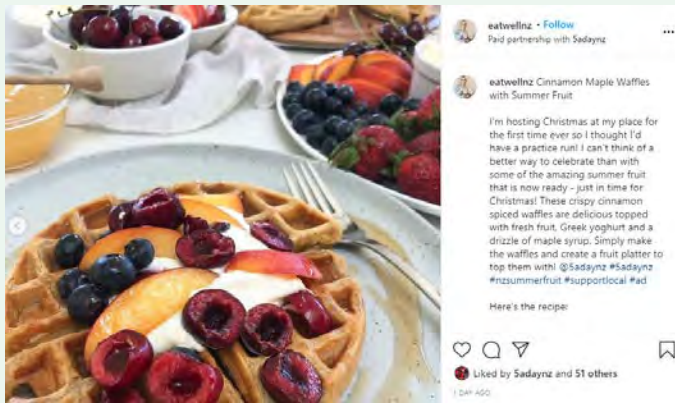 eatwellnz • Follow
Paid partnership with 5adaynz
eatwellnz Cinnamon Maple Waffles
with Summer Fruit
I'm hosting Christmas at my place for
the first time ever so I thought I'd
have a practice run! I can't think of a
better way to celebrate than with
some of the amazing summer fruit
that is now ready - just in time for
Christmas! These crispy cinnamon
spiced waffles are delicious topped
with fresh fruit, Greek yoghurt and a
drizzle of maple syrup. Simply make
the waffles and create a fruit platter to
top them with! @5adaynz #5adaynz
#nzsummerfruit #supportlocal #ad
Here's the recipe:
Liked by 5adaynz and 51 others
1 DAY AGO